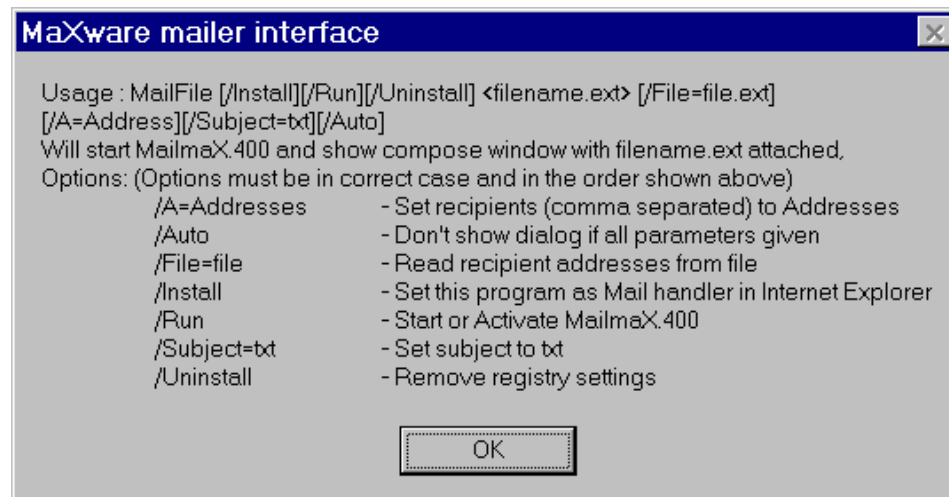 MaXware mailer interface
Usage : MailFile [/Install][/Run][/Uninstall] <filename.ext> [/File=file.ext]
[/A=Address][/Subject=txt][/Auto]
Will start MailmaX.400 and show compose window with filename.ext attached,
Options: (Options must be in correct case and in the order shown above)
/A=Addresses - Set recipients (comma separated) to Addresses
/Auto - Don't show dialog if all parameters given
/File=file - Read recipient addresses from file
/Install - Set this program as Mail handler in Internet Explorer
/Run - Start or Activate MailmaX.400
/Subject=txt - Set subject to txt
/Uninstall - Remove registry settings
OK